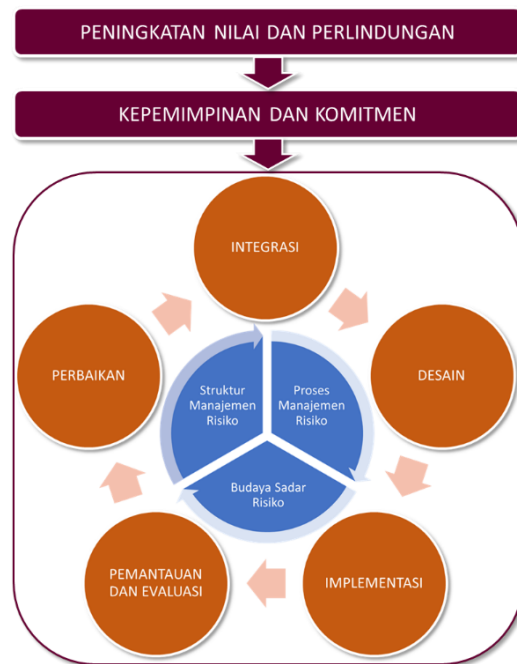 PENINGKATAN NILAI DAN PERLINDUNGAN
KEPEMIMPINAN DAN KOMITMEN
INTEGRASI
PERBAIKAN
DESAIN
Struktur
Manajemen
Risiko
Proses
Manajemen
Risiko
Budaya Sadar
Risiko
PEMANTAUAN
DAN EVALUASI
IMPLEMENTASI